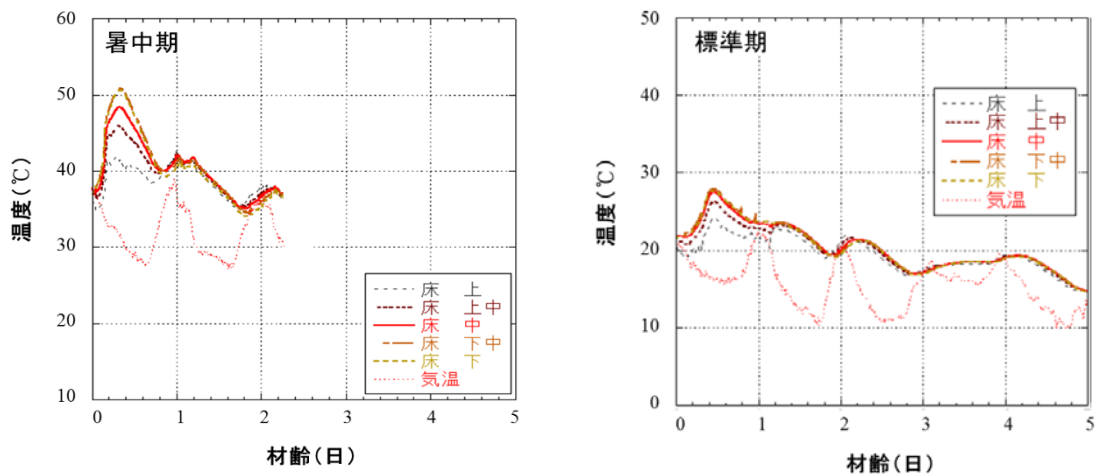 暑中期
60
50
40
30
20
10
温度(℃)
0 1 2 3 4 5
材齢(日)
床 上
床 上中
床 中
床 下中
床 下
気温
標準期
50
40
30
20
10
0
温度(℃)
0 1 2 3 4 5
材齢(日)
床 上
床 上中
床 中
床 下中
床 下
気温